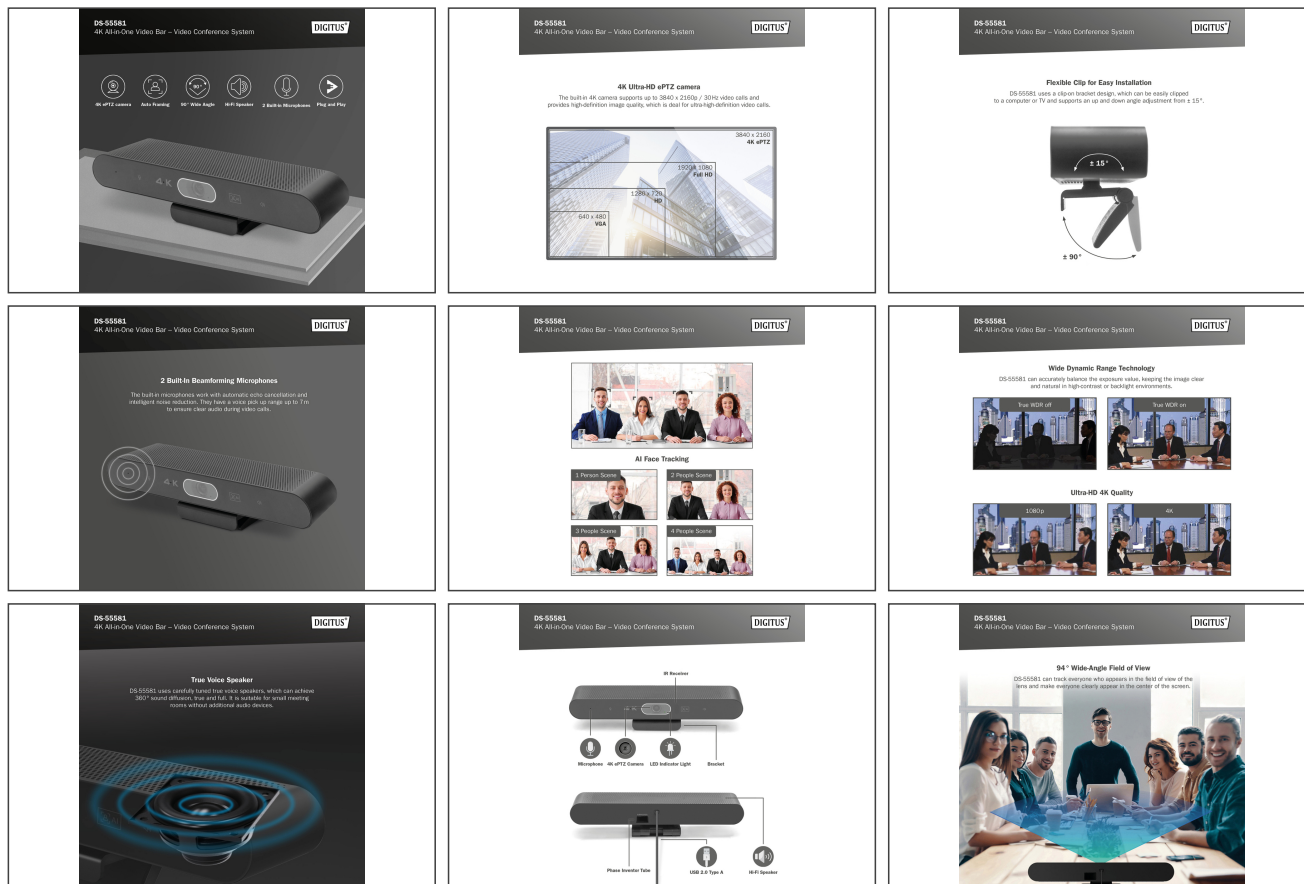 DS-55581
4K All-in-One Video Bar – Video Conference System
DIGITUS®
90°
4K ePTZ camera
Auto Framing
90° Wide Angle
Hi-Fi Speaker
2 Built-in Microphones
Plug and Play
4K
DS-55581
4K All-in-One Video Bar – Video Conference System
DIGITUS®
4K Ultra-HD ePTZ camera
The built-in 4K camera supports up to 3840 x 2160p / 30Hz video calls and
provides high-definition image quality, which is deal for ultra-high-definition video calls.
3840 x 2160
4K ePTZ
1920 x 1080
Full HD
1280 x 720
HD
640 x 480
VGA
DS-55581
4K All-in-One Video Bar – Video Conference System
DIGITUS®
Flexible Clip for Easy Installation
DS-55581 uses a clip-on bracket design, which can be easily clipped
to a computer or TV and supports an up and down angle adjustment from ± 15°.
± 15°
± 90°
DS-55581
4K All-in-One Video Bar – Video Conference System
DIGITUS®
2 Built-In Beamforming Microphones
The built-in microphones work with automatic echo cancellation and
intelligent noise reduction. They have a voice pick up range up to 7m
to ensure clear audio during video calls.
4K
DS-55581
4K All-in-One Video Bar – Video Conference System
DIGITUS®
AI Face Tracking
1 Person Scene
2 People Scene
3 People Scene
4 People Scene
DS-55581
4K All-in-One Video Bar – Video Conference System
DIGITUS®
Wide Dynamic Range Technology
DS-55581 can accurately balance the exposure value, keeping the image clear
and natural in high-contrast or backlight environments.
True WDR off
True WDR on
Ultra-HD 4K Quality
1080p
4K
DS-55581
4K All-in-One Video Bar – Video Conference System
DIGITUS®
True Voice Speaker
DS-55581 uses carefully tuned true voice speakers, which can achieve
360° sound diffusion, true and full. It is suitable for small meeting
rooms without additional audio devices.
DS-55581
4K All-in-One Video Bar – Video Conference System
DIGITUS®
IR Receiver
4K
Microphone
4K ePTZ Camera
LED Indicator Light
Bracket
Phase Inventor Tube
USB 2.0 Type A
Hi-Fi Speaker
DS-55581
4K All-in-One Video Bar – Video Conference System
DIGITUS®
94° Wide-Angle Field of View
DS-55581 can track everyone who appears in the field of view of the
lens and make everyone clearly appear in the center of the screen.